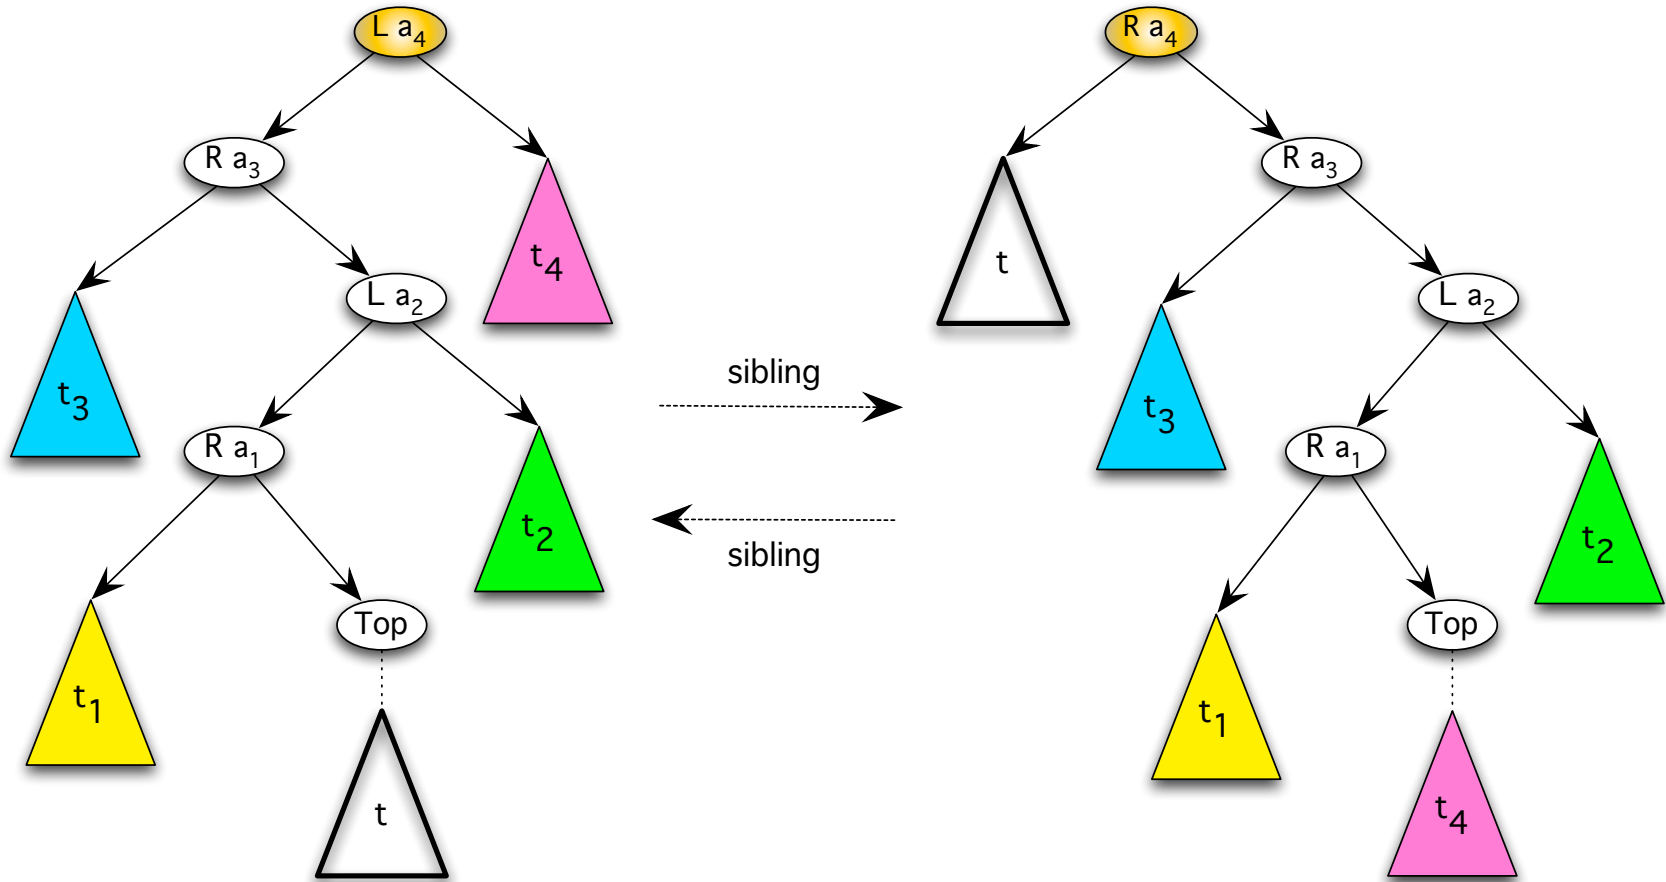 L a4
R a3
t4
L a2
t3
R a1
t2
Top
t1
t
sibling
sibling
R a4
R a3
t
L a2
t3
R a1
t2
Top
t1
t4